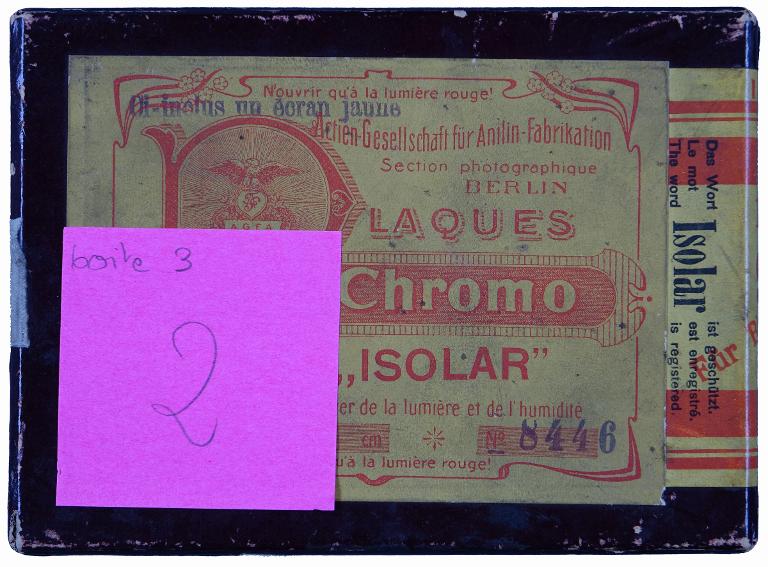 N'ouvrir qu'à la lumière rouge!
Ci-inclus un écran jaune
Actien-Gesellschaft für Anilin-Fabrikation
Section photographique
BERLIN
AGFA
PLAQUES
Chromo
„ISOLAR”
er de la lumière et de l'humidité
cm № 8446
u'à la lumière rouge!
boite 3
2
Das Wort
Le mot
The word
Isolar
ist geschützt.
est enregistré.
is registered.